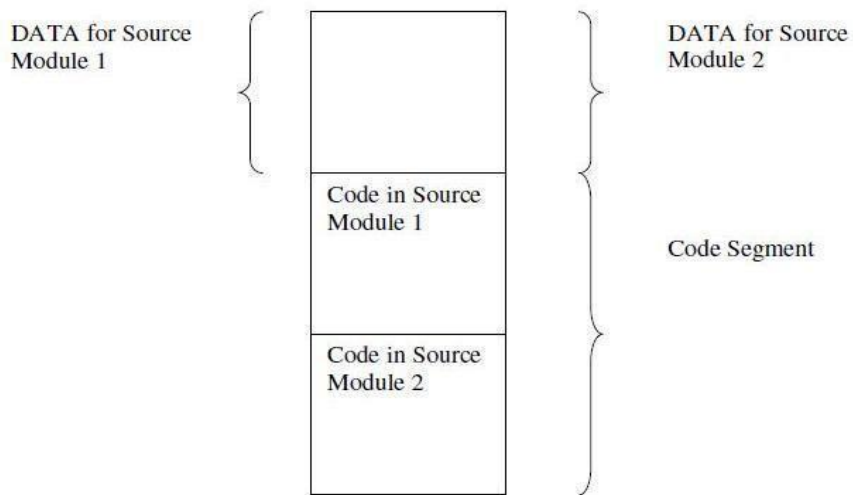 DATA for Source
Module 1
DATA for Source
Module 2
Code in Source
Module 1
Code Segment
Code in Source
Module 2